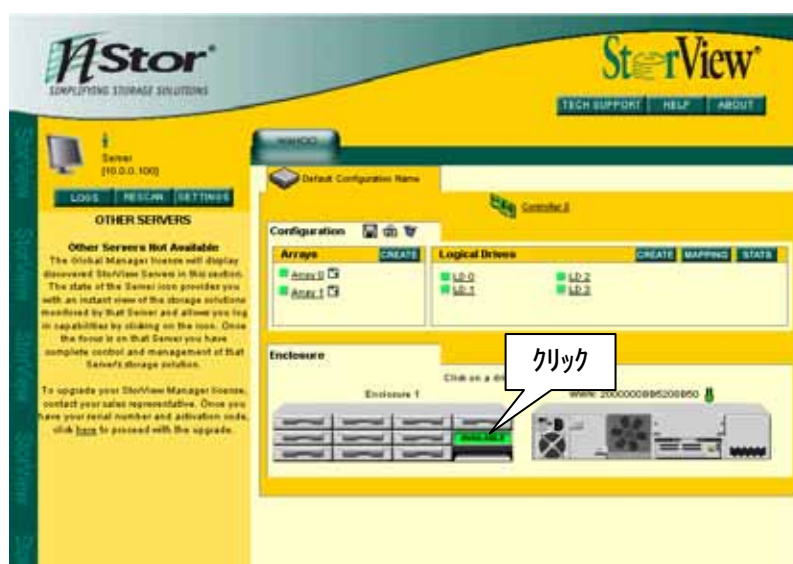 nStor
SIMPLIFYING STORAGE SOLUTIONS
StorView
TECH SUPPORT HELP ABOUT
Server
[10.0.0.100]
LOGS RESCAN SETTINGS
OTHER SERVERS
Other Servers Not Available
The Global Manager license will display
discovered StorView Servers in this section.
The state of the Server icon provides you
with an instant view of the storage solutions
monitored by that Server and allows you log
in capabilities by clicking on the icon. Once
the focus is on that Server you have
complete control and management of that
Server's storage solution.
To upgrade your StorView Manager license,
contact your sales representative. Once you
have your serial number and activation code,
click here to proceed with the upgrade.
Default Configuration Name
Controller 0
Configuration
Arrays CREATE
Array 0
Array 1
Logical Drives CREATE MAPPING STATS
LD 0 LD 2
LD 1 LD 3
Enclosure
Click on a
クリック
Enclosure 1
AVAILABLE
StorView
StorView
StorView
StorView